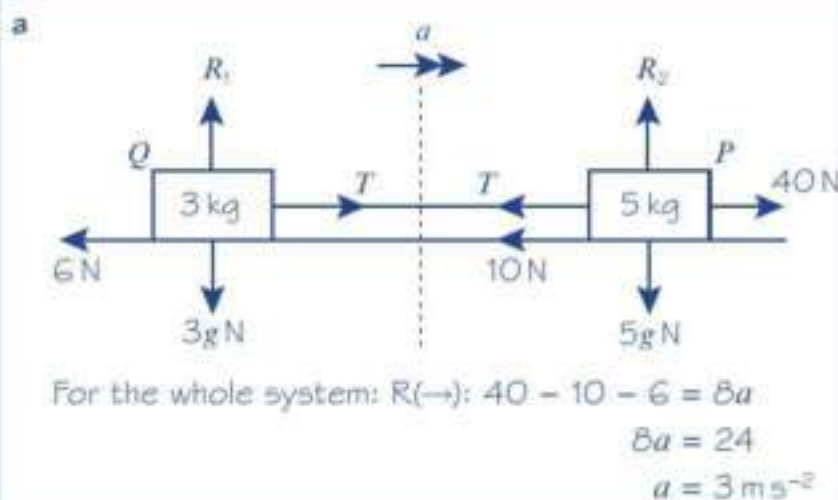 a
a
R₁ R₂
Q P
3 kg T T 5 kg 40 N
6 N 10 N
3g N 5g N
For the whole system: R(→): 40 − 10 − 6 = 8a
8a = 24
a = 3 m s⁻²